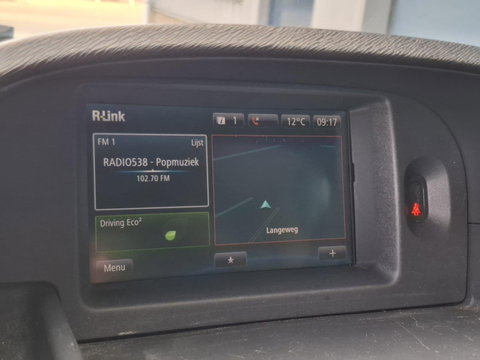 R-Link
i 1 12°C 09:17
FM 1 Lijst
RADIO538 - Popmuziek
102.70 FM
Driving Eco²
Langeweg
Menu ★ +